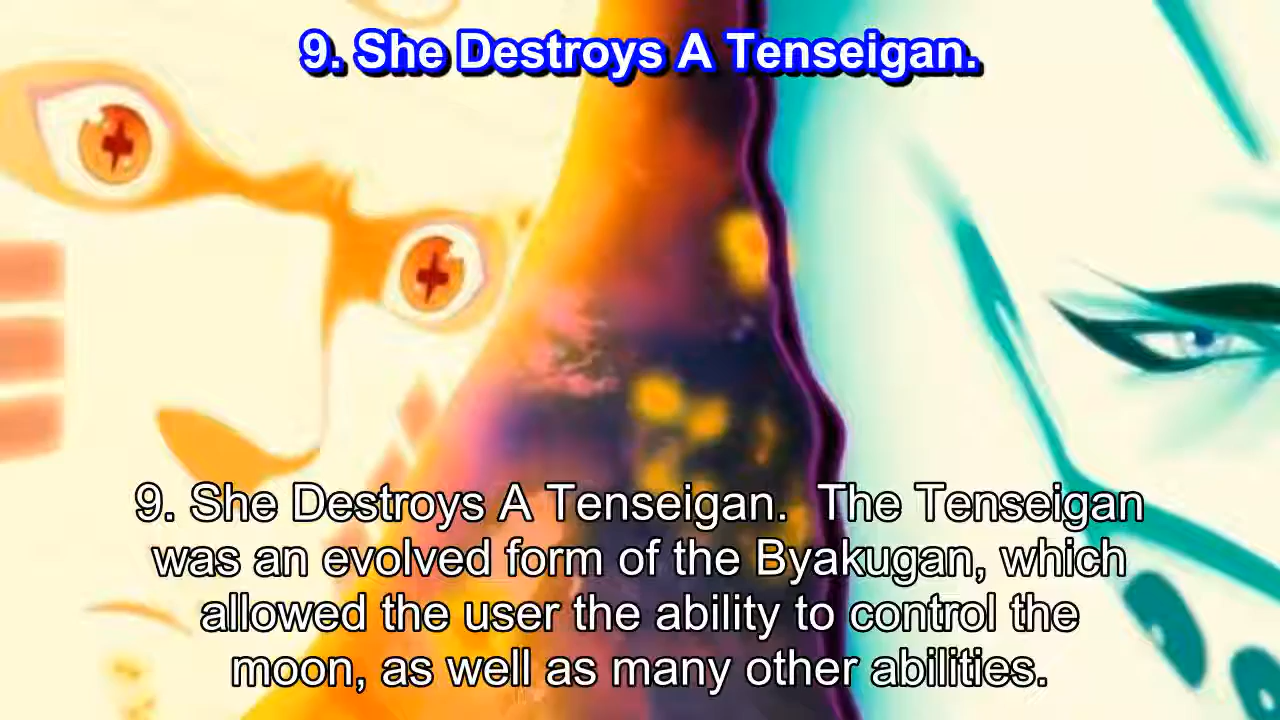 9. She Destroys A Tenseigan.
9. She Destroys A Tenseigan. The Tenseigan
was an evolved form of the Byakugan, which
allowed the user the ability to control the
moon, as well as many other abilities.